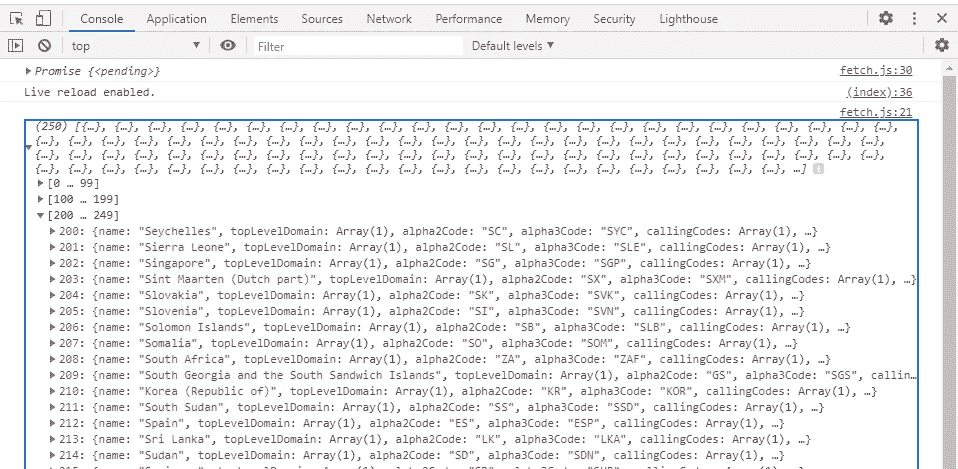 Console Application Elements Sources Network Performance Memory Security Lighthouse
top Filter Default levels
Promise {<pending>} fetch.js:30
Live reload enabled. (index):36
fetch.js:21
(250) [{…}, {…}, {…}, {…}, {…}, {…}, {…}, {…}, {…}, {…}, {…}, {…}, {…}, {…}, {…}, {…}, {…}, {…}, {…}, {…}, {…}, {…}, {…}, {…}, {…},
{…}, {…}, {…}, {…}, {…}, {…}, {…}, {…}, {…}, {…}, {…}, {…}, {…}, {…}, {…}, {…}, {…}, {…}, {…}, {…}, {…}, {…}, {…}, {…}, {…}, {…},
{…}, {…}, {…}, {…}, {…}, {…}, {…}, {…}, {…}, {…}, {…}, {…}, {…}, {…}, {…}, {…}, {…}, {…}, {…}, {…}, {…}, {…}, {…}, {…}, {…}, {…},
{…}, {…}, {…}, {…}, {…}, {…}, {…}, {…}, {…}, {…}, {…}, {…}, {…}, {…}, {…}, {…}, {…}, {…}, {…}, {…}, {…}, {…}, {…}, …] i
[0 … 99]
[100 … 199]
[200 … 249]
200: {name: "Seychelles", topLevelDomain: Array(1), alpha2Code: "SC", alpha3Code: "SYC", callingCodes: Array(1), …}
201: {name: "Sierra Leone", topLevelDomain: Array(1), alpha2Code: "SL", alpha3Code: "SLE", callingCodes: Array(1), …}
202: {name: "Singapore", topLevelDomain: Array(1), alpha2Code: "SG", alpha3Code: "SGP", callingCodes: Array(1), …}
203: {name: "Sint Maarten (Dutch part)", topLevelDomain: Array(1), alpha2Code: "SX", alpha3Code: "SXM", callingCodes: Array(1), …}
204: {name: "Slovakia", topLevelDomain: Array(1), alpha2Code: "SK", alpha3Code: "SVK", callingCodes: Array(1), …}
205: {name: "Slovenia", topLevelDomain: Array(1), alpha2Code: "SI", alpha3Code: "SVN", callingCodes: Array(1), …}
206: {name: "Solomon Islands", topLevelDomain: Array(1), alpha2Code: "SB", alpha3Code: "SLB", callingCodes: Array(1), …}
207: {name: "Somalia", topLevelDomain: Array(1), alpha2Code: "SO", alpha3Code: "SOM", callingCodes: Array(1), …}
208: {name: "South Africa", topLevelDomain: Array(1), alpha2Code: "ZA", alpha3Code: "ZAF", callingCodes: Array(1), …}
209: {name: "South Georgia and the South Sandwich Islands", topLevelDomain: Array(1), alpha2Code: "GS", alpha3Code: "SGS", callin…
210: {name: "Korea (Republic of)", topLevelDomain: Array(1), alpha2Code: "KR", alpha3Code: "KOR", callingCodes: Array(1), …}
211: {name: "South Sudan", topLevelDomain: Array(1), alpha2Code: "SS", alpha3Code: "SSD", callingCodes: Array(1), …}
212: {name: "Spain", topLevelDomain: Array(1), alpha2Code: "ES", alpha3Code: "ESP", callingCodes: Array(1), …}
213: {name: "Sri Lanka", topLevelDomain: Array(1), alpha2Code: "LK", alpha3Code: "LKA", callingCodes: Array(1), …}
214: {name: "Sudan", topLevelDomain: Array(1), alpha2Code: "SD", alpha3Code: "SDN", callingCodes: Array(1), …}